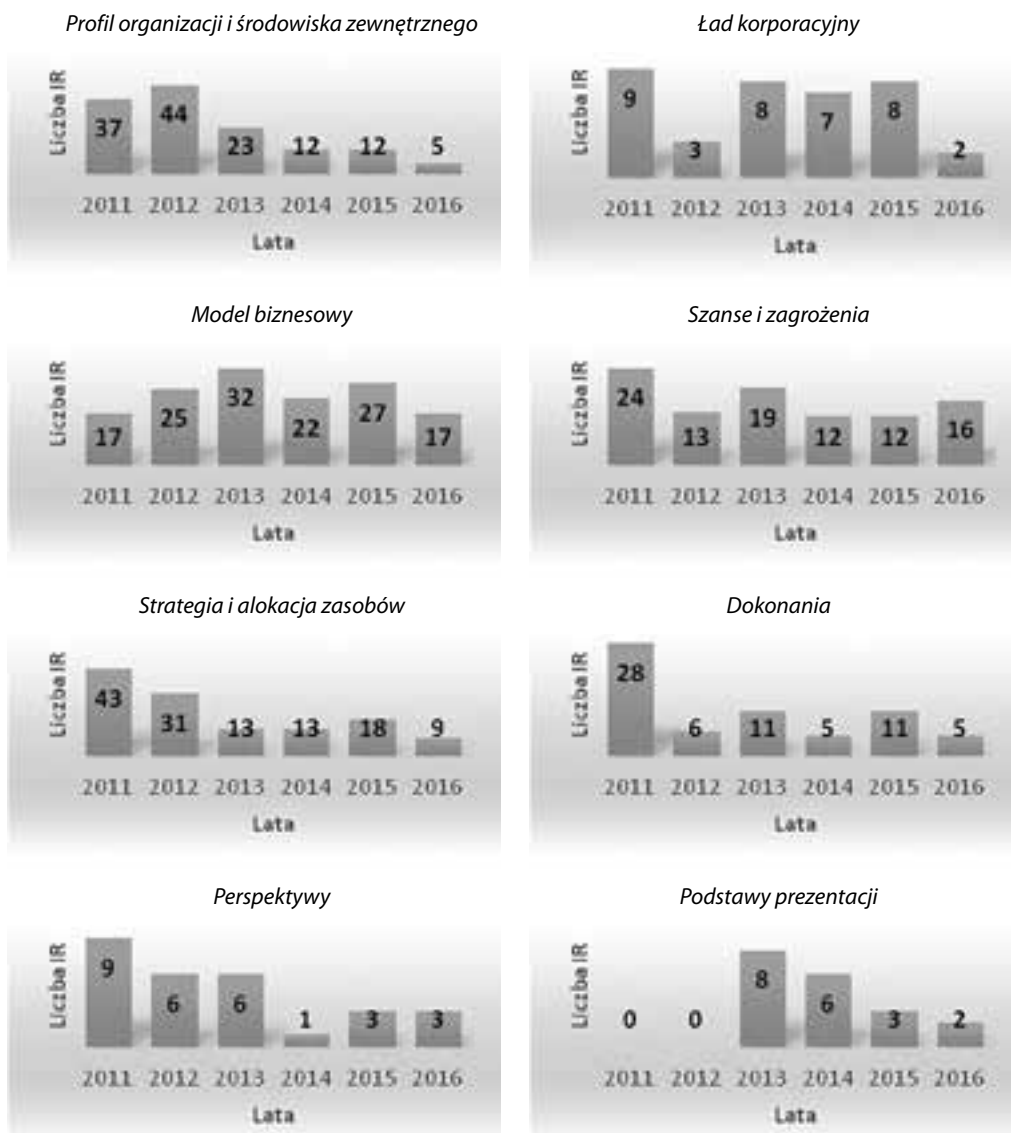 Profil organizacji i środowiska zewnętrznego
Liczba IR
37 44 23 12 12 5
2011 2012 2013 2014 2015 2016
Lata
Ład korporacyjny
Liczba IR
9 3 8 7 8 2
2011 2012 2013 2014 2015 2016
Lata
Model biznesowy
Liczba IR
17 25 32 22 27 17
2011 2012 2013 2014 2015 2016
Lata
Szanse i zagrożenia
Liczba IR
24 13 19 12 12 16
2011 2012 2013 2014 2015 2016
Lata
Strategia i alokacja zasobów
Liczba IR
43 31 13 13 18 9
2011 2012 2013 2014 2015 2016
Lata
Dokonania
Liczba IR
28 6 11 5 11 5
2011 2012 2013 2014 2015 2016
Lata
Perspektywy
Liczba IR
9 6 6 1 3 3
2011 2012 2013 2014 2015 2016
Lata
Podstawy prezentacji
Liczba IR
0 0 8 6 3 2
2011 2012 2013 2014 2015 2016
Lata